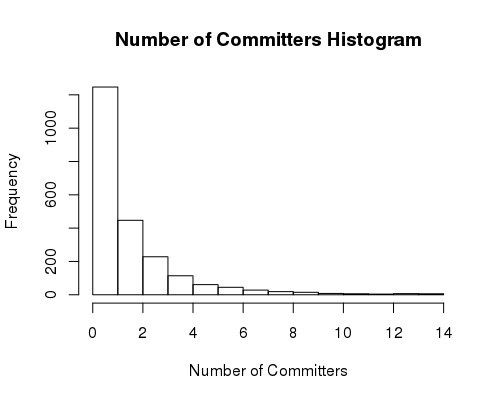 Number of Committers Histogram
Frequency
1000
600
200
0
0 2 4 6 8 10 12 14
Number of Committers